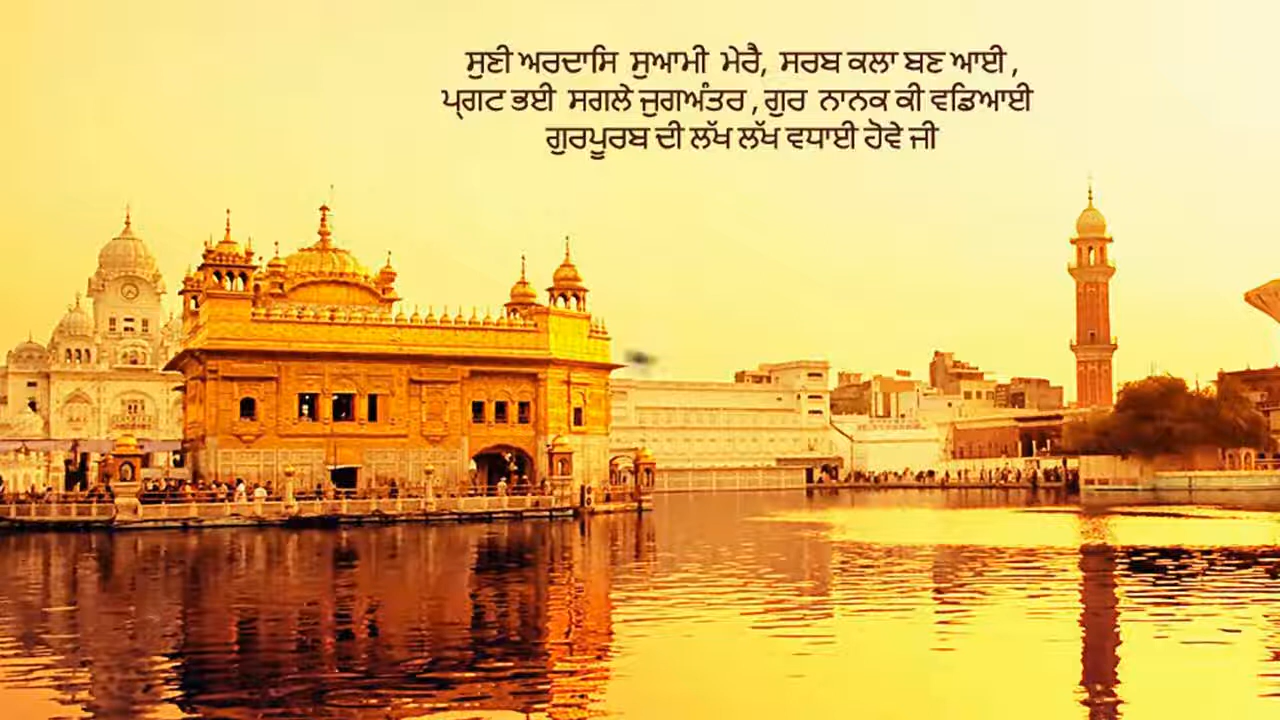 ਸੁਣੀ ਅਰਦਾਸਿ ਸੁਆਮੀ ਮੇਰੈ, ਸਰਬ ਕਲਾ ਬਣ ਆਈ ,
ਪ੍ਗਟ ਭਈ ਸਗਲੇ ਜੁਗਅੰਤਰ , ਗੁਰ ਨਾਨਕ ਕੀ ਵਡਿਆਈ
ਗੁਰਪੂਰਬ ਦੀ ਲੱਖ ਲੱਖ ਵਧਾਈ ਹੋਵੇ ਜੀ